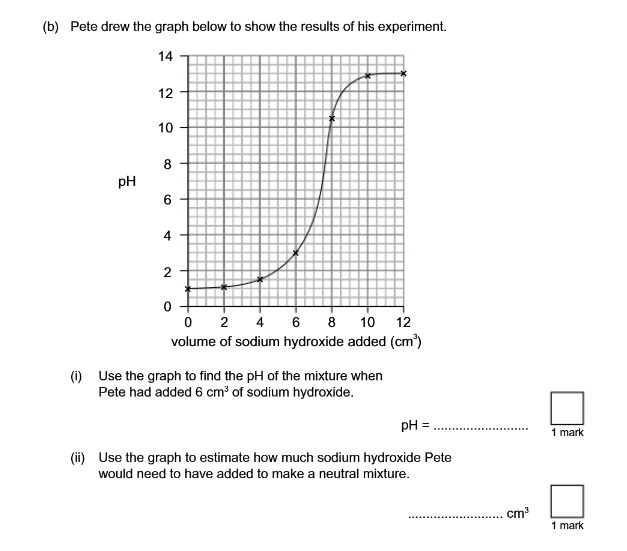 (b) Pete drew the graph below to show the results of his experiment.
14
12
10
8
pH
6
4
2
0
0 2 4 6 8 10 12
volume of sodium hydroxide added (cm³)
(i) Use the graph to find the pH of the mixture when
Pete had added 6 cm³ of sodium hydroxide.
pH = ..........................
1 mark
(ii) Use the graph to estimate how much sodium hydroxide Pete
would need to have added to make a neutral mixture.
.......................... cm³
1 mark